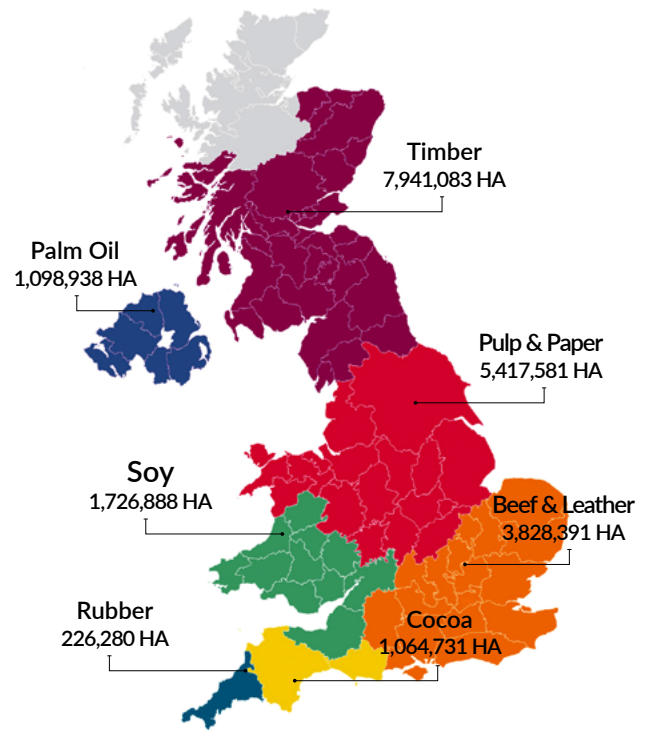 Timber
7,941,083 HA
Palm Oil
1,098,938 HA
Pulp & Paper
5,417,581 HA
Soy
1,726,888 HA
Beef & Leather
3,828,391 HA
Rubber
226,280 HA
Cocoa
1,064,731 HA